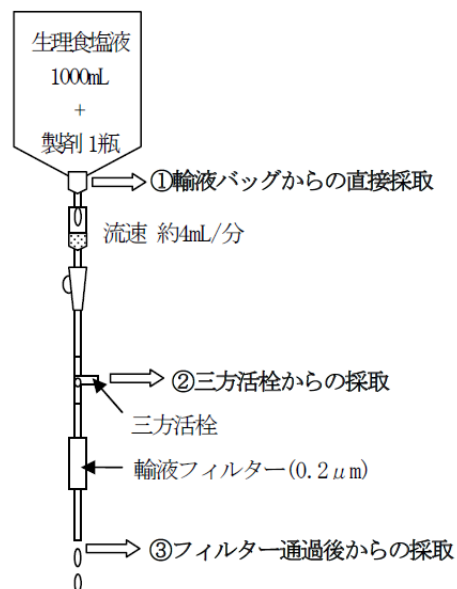 生理食塩液
1000mL
+
製剤 1瓶
①輸液バッグからの直接採取
流速 約4mL/分
②三方活栓からの採取
三方活栓
輸液フィルター(0.2μm)
③フィルター通過後からの採取